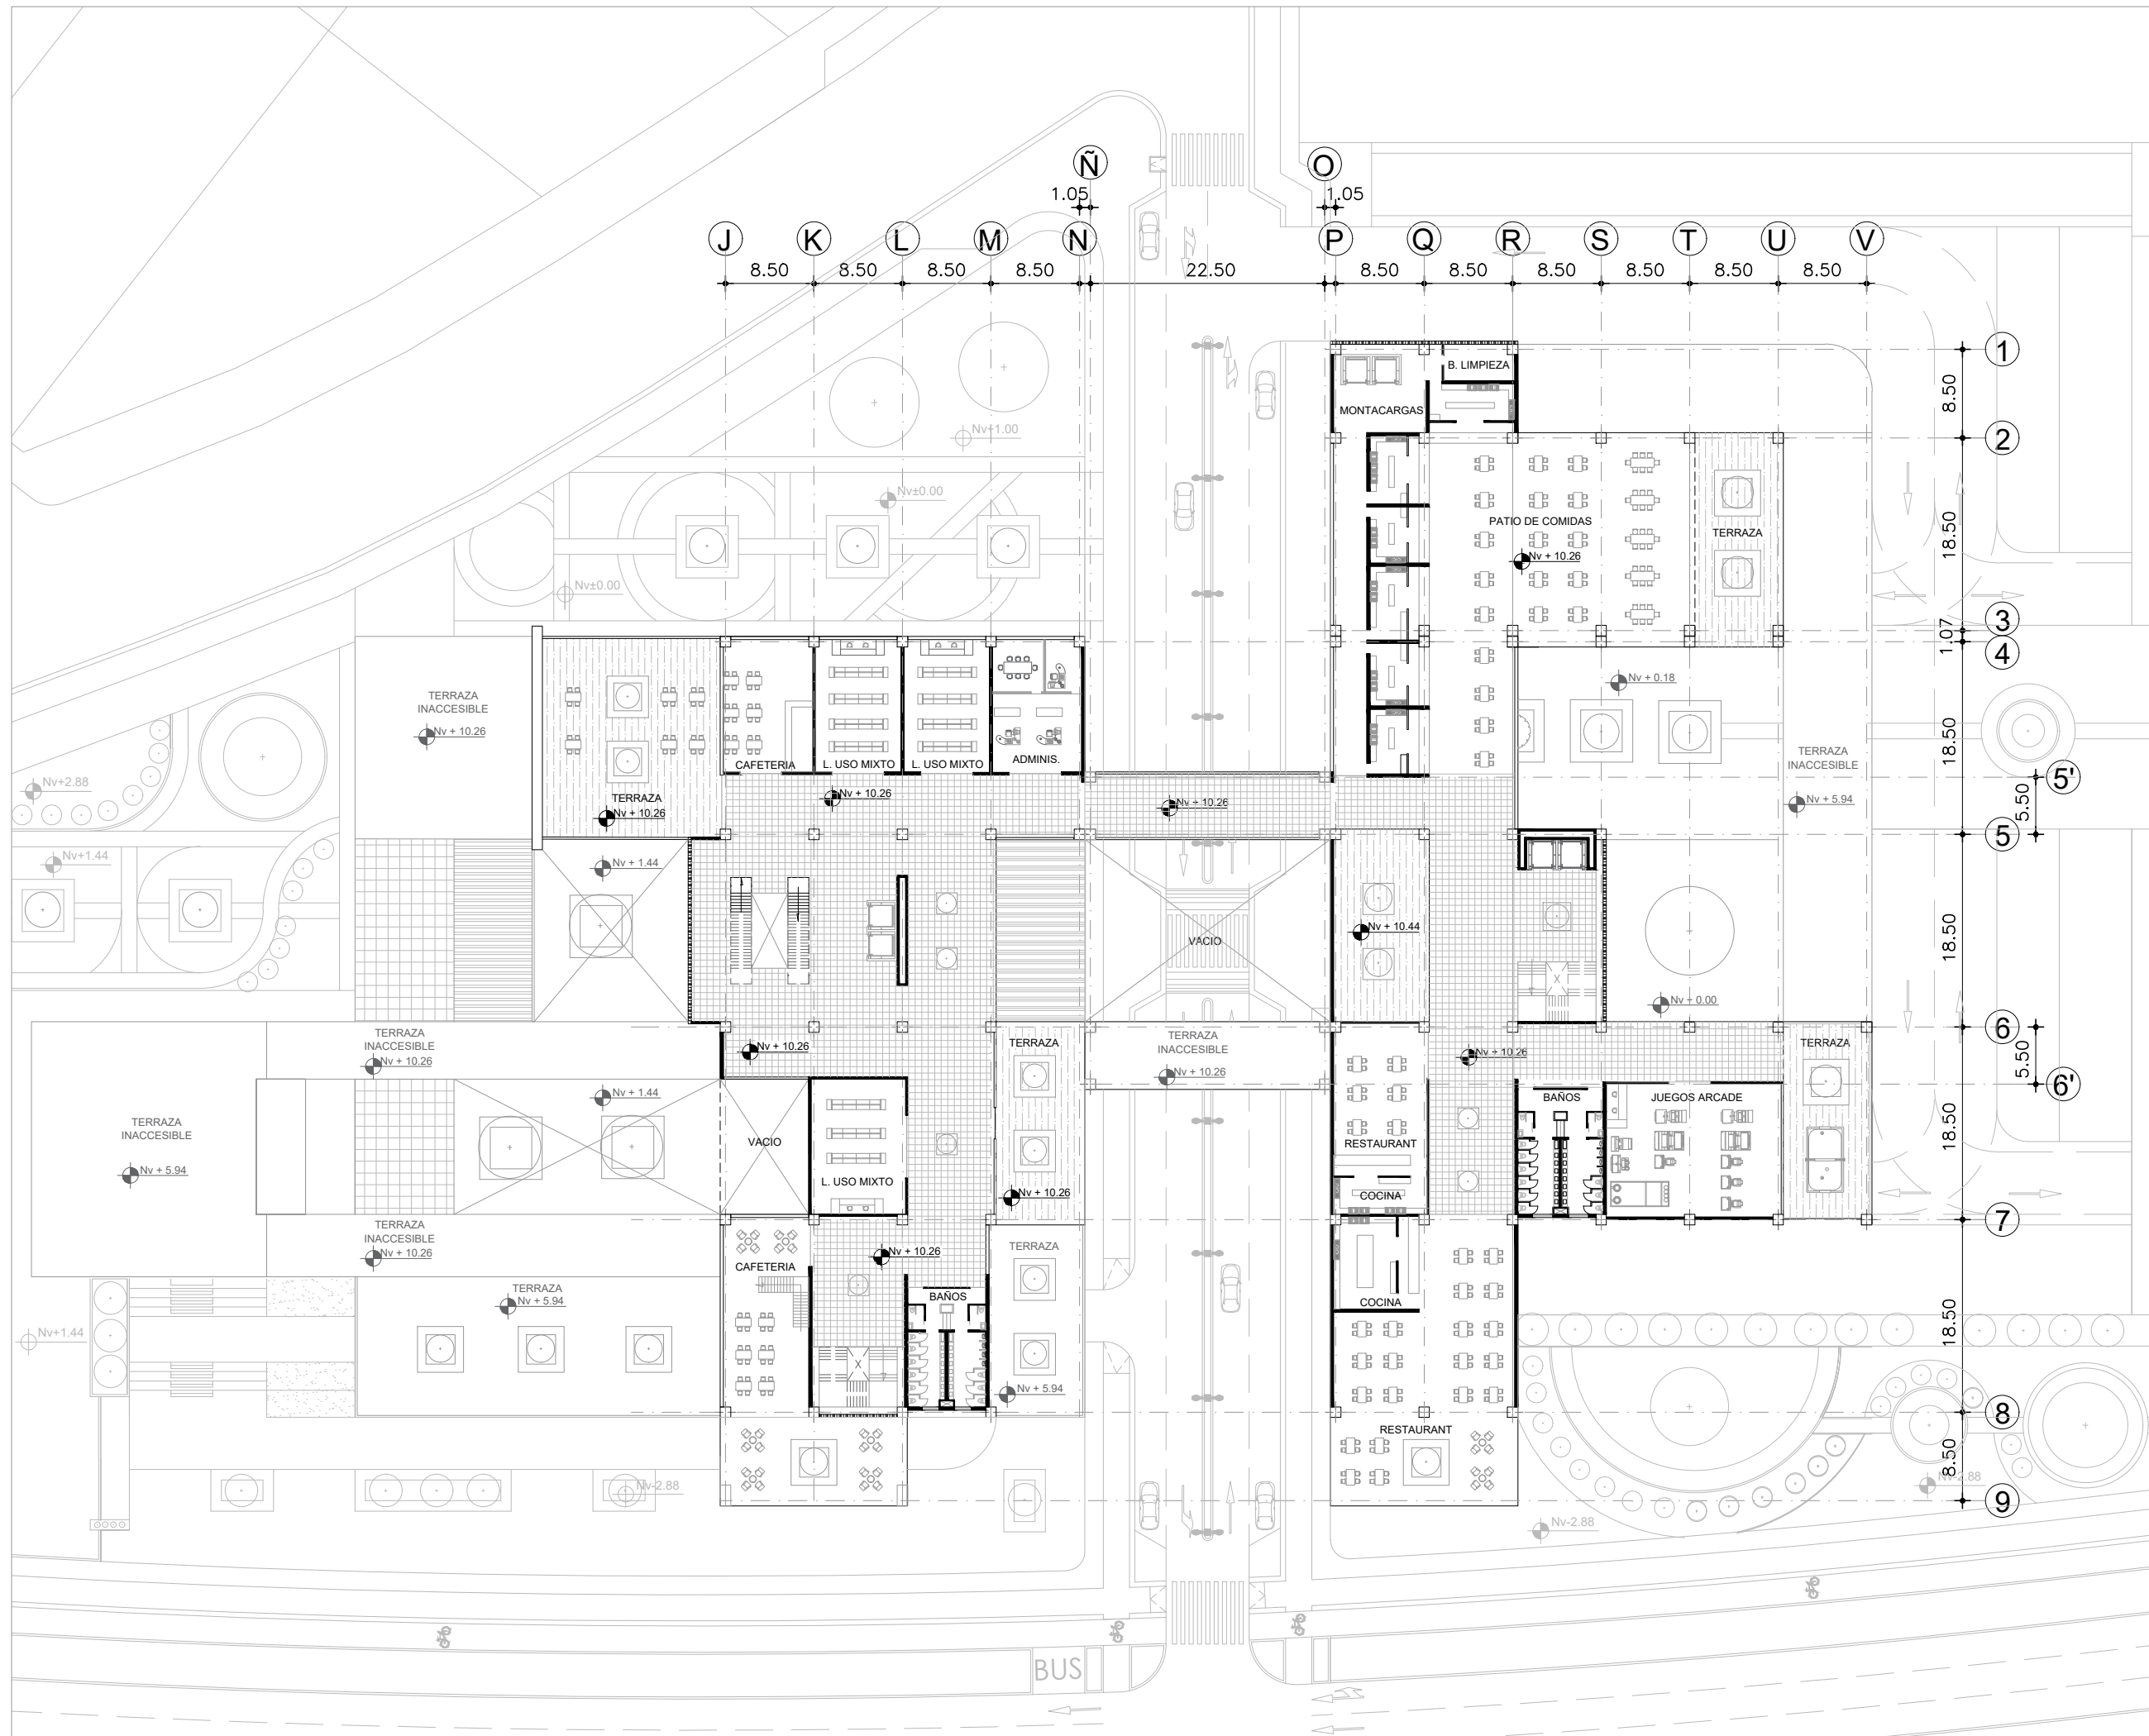 Ñ
O
1.05
1.05
J
K
L
M
N
P
Q
R
S
T
U
V
8.50
8.50
8.50
8.50
22.50
8.50
8.50
8.50
8.50
8.50
8.50
1
B. LIMPIEZA
8.50
MONTACARGAS
Nv+1.00
2
Nv±0.00
PATIO DE COMIDAS
TERRAZA
18.50
Nv + 10.26
Nv±0.00
3
1.07
4
TERRAZA
INACCESIBLE
Nv + 10.26
Nv + 0.18
18.50
CAFETERIA
L. USO MIXTO
L. USO MIXTO
ADMINIS.
TERRAZA
INACCESIBLE
5'
Nv+2.88
TERRAZA
Nv + 10.26
Nv + 10.26
Nv + 10.26
Nv + 5.94
5.50
5
Nv+1.44
Nv + 1.44
Nv + 10.44
VACIO
18.50
Nv + 0.00
6
TERRAZA
INACCESIBLE
Nv + 10.26
Nv + 10.26
TERRAZA
TERRAZA
INACCESIBLE
Nv + 10.26
Nv + 10.26
TERRAZA
5.50
6'
Nv + 1.44
BAÑOS
JUEGOS ARCADE
TERRAZA
INACCESIBLE
VACIO
RESTAURANT
18.50
Nv + 5.94
L. USO MIXTO
Nv + 10.26
COCINA
7
TERRAZA
INACCESIBLE
Nv + 10.26
Nv + 10.26
TERRAZA
CAFETERIA
TERRAZA
Nv + 5.94
BAÑOS
COCINA
18.50
Nv+1.44
Nv + 5.94
8
RESTAURANT
8.50
Nv-2.88
Nv-2.88
9
Nv-2.88
BUS